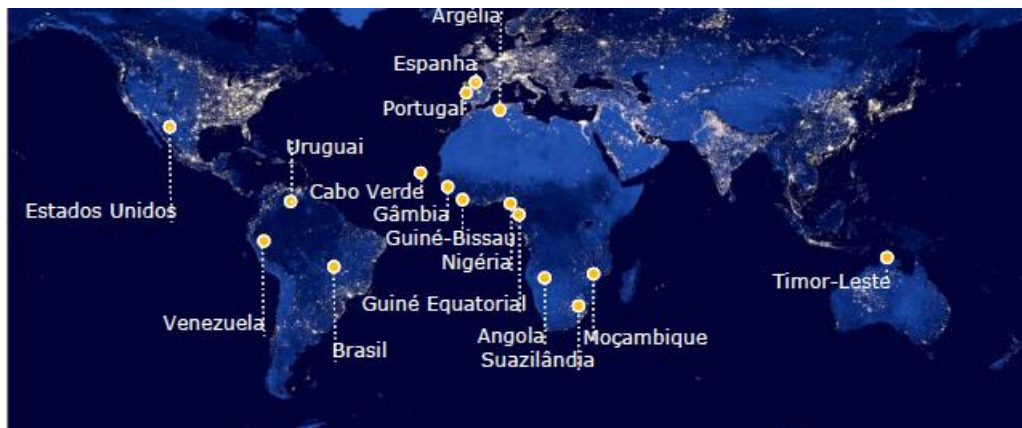 Argélia
Espanha
Portugal
Uruguai
Cabo Verde
Estados Unidos
Gâmbia
Guiné-Bissau
Nigéria
Timor-Leste
Guiné Equatorial
Venezuela
Angola
Moçambique
Brasil
Suazilândia